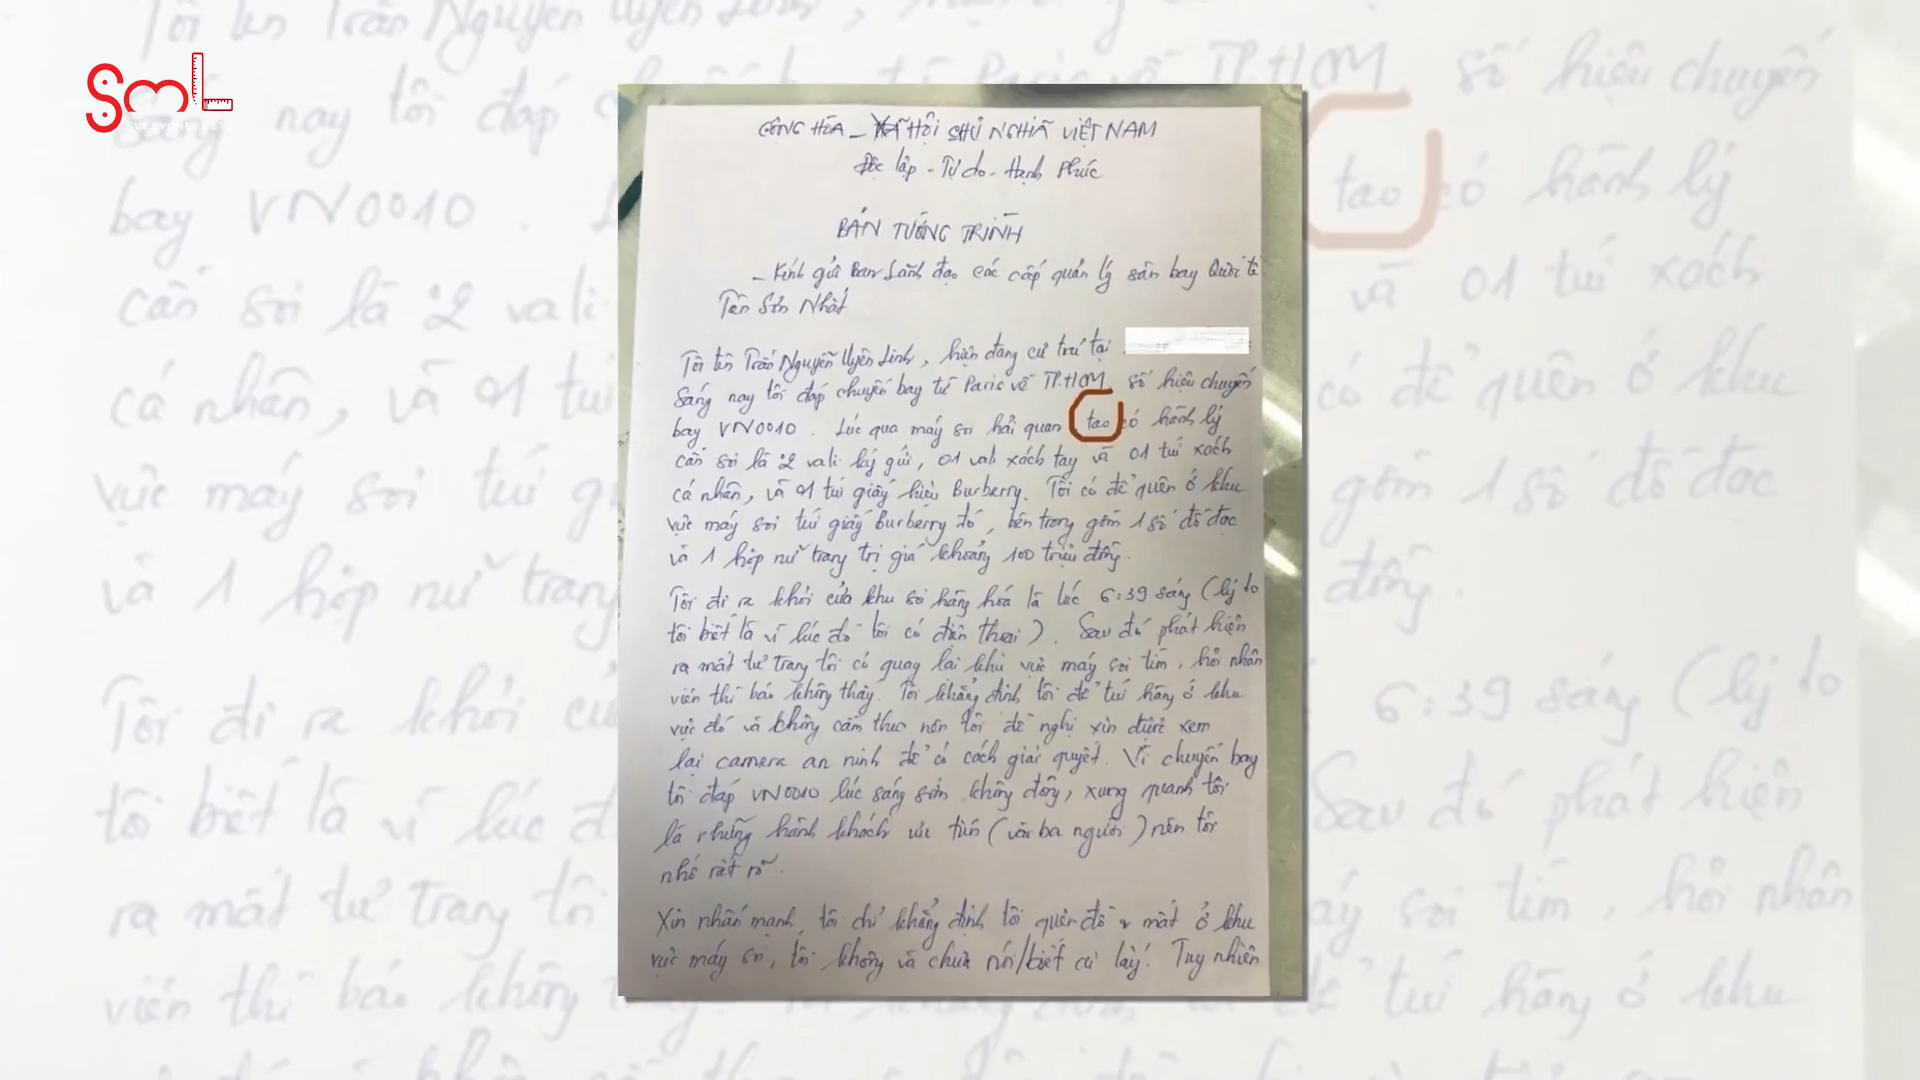 SML
CỘNG HÒA - XÃ HỘI CHỦ NGHĨA VIỆT NAM
Độc lập - Tự do - Hạnh Phúc
BẢN TƯỜNG TRÌNH
- Kính gửi Ban Lãnh đạo các cấp quản lý sân bay Quốc tế
Tân Sơn Nhất
Tôi tên Trần Nguyễn Uyên Linh, hiện đang cư trú tại
Sáng nay tôi đáp chuyến bay từ Paris về TP.HCM số hiệu chuyến
bay VN0010. Lúc qua máy soi hải quan tao có hành lý
cần soi là 2 vali ký gửi, 01 vali xách tay và 01 túi xách
cá nhân, và 01 túi giấy hiệu Burberry. Tôi có để quên ở khu
vực máy soi túi giấy Burberry đó, bên trong gồm 1 số đồ đạc
và 1 hộp nữ trang trị giá khoảng 100 triệu đồng.
Tôi đi ra khỏi cửa khu soi hàng hóa là lúc 6:39 sáng (lý do
tôi biết là vì lúc đó tôi có điện thoại). Sau đó phát hiện
ra mất tư trang tôi có quay lại khu vực máy soi tìm, hỏi nhân
viên thì báo không thấy. Tôi khẳng định tôi để túi hàng ở khu
vực đó và không cầm theo nên tôi đề nghị xin được xem
lại camera an ninh để có cách giải quyết. Vì chuyến bay
tôi đáp VN0010 lúc sáng sớm không đông, xung quanh tôi
là những hành khách (vài ba người) nên tôi
nhớ rất rõ.
Xin nhấn mạnh, tôi chỉ khẳng định tôi quên đồ & mất ở khu
vực máy soi, tôi không và chưa nói/biết ai lấy! Tuy nhiên